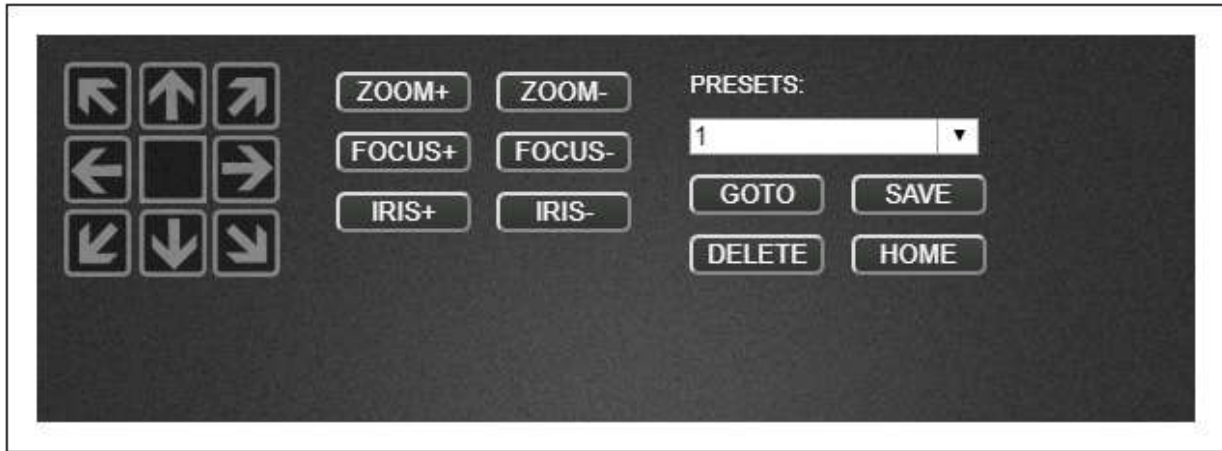 ZOOM+ ZOOM-
FOCUS+ FOCUS-
IRIS+ IRIS-
PRESETS:
1
GOTO SAVE
DELETE HOME